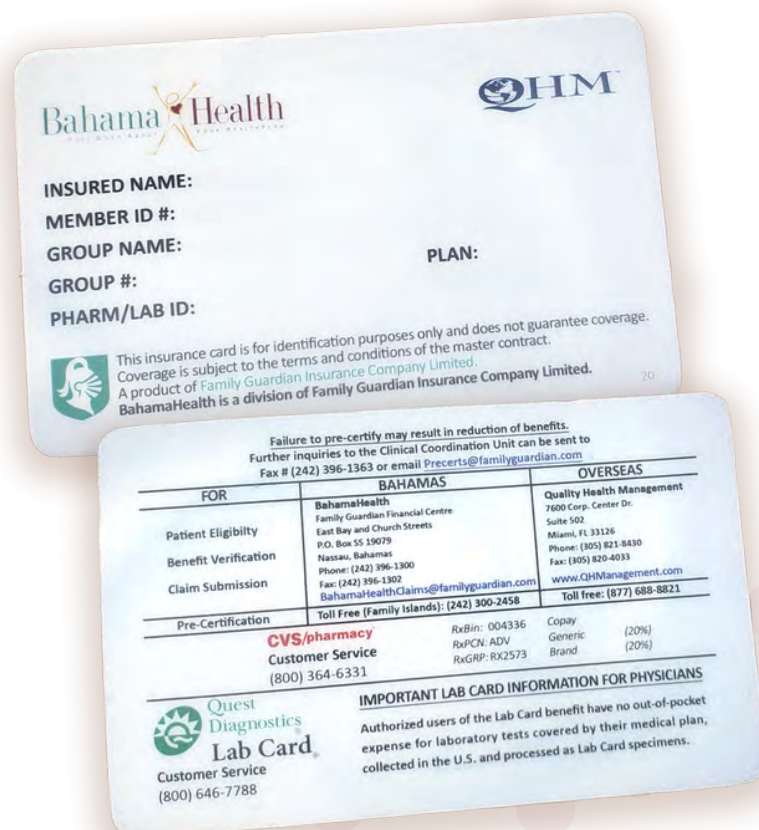 Bahama Health
QHM
INSURED NAME:
MEMBER ID #:
GROUP NAME:
PLAN:
GROUP #:
PHARM/LAB ID:
This insurance card is for identification purposes only and does not guarantee coverage.
Coverage is subject to the terms and conditions of the master contract.
A product of Family Guardian Insurance Company Limited.
BahamaHealth is a division of Family Guardian Insurance Company Limited.
20
Failure to pre-certify may result in reduction of benefits.
Further inquiries to the Clinical Coordination Unit can be sent to
Fax # (242) 396-1363 or email Precerts@familyguardian.com
FOR BAHAMAS OVERSEAS
Patient Eligibilty
Benefit Verification
Claim Submission
BahamaHealth
Family Guardian Financial Centre
East Bay and Church Streets
P.O. Box SS 19079
Nassau, Bahamas
Phone: (242) 396-1300
Fax: (242) 396-1302
BahamaHealthClaims@familyguardian.com
Quality Health Management
7600 Corp. Center Dr.
Suite 502
Miami, FL 33126
Phone: (305) 821-8430
Fax: (305) 820-4033
www.QHManagement.com
Pre-Certification Toll Free (Family Islands): (242) 300-2458 Toll free: (877) 688-8821
CVS/pharmacy
Customer Service
(800) 364-6331
RxBin: 004336
RxPCN: ADV
RxGRP: RX2573
Copay
Generic (20%)
Brand (20%)
Quest
Diagnostics
Lab Card
Customer Service
(800) 646-7788
IMPORTANT LAB CARD INFORMATION FOR PHYSICIANS
Authorized users of the Lab Card benefit have no out-of-pocket
expense for laboratory tests covered by their medical plan,
collected in the U.S. and processed as Lab Card specimens.